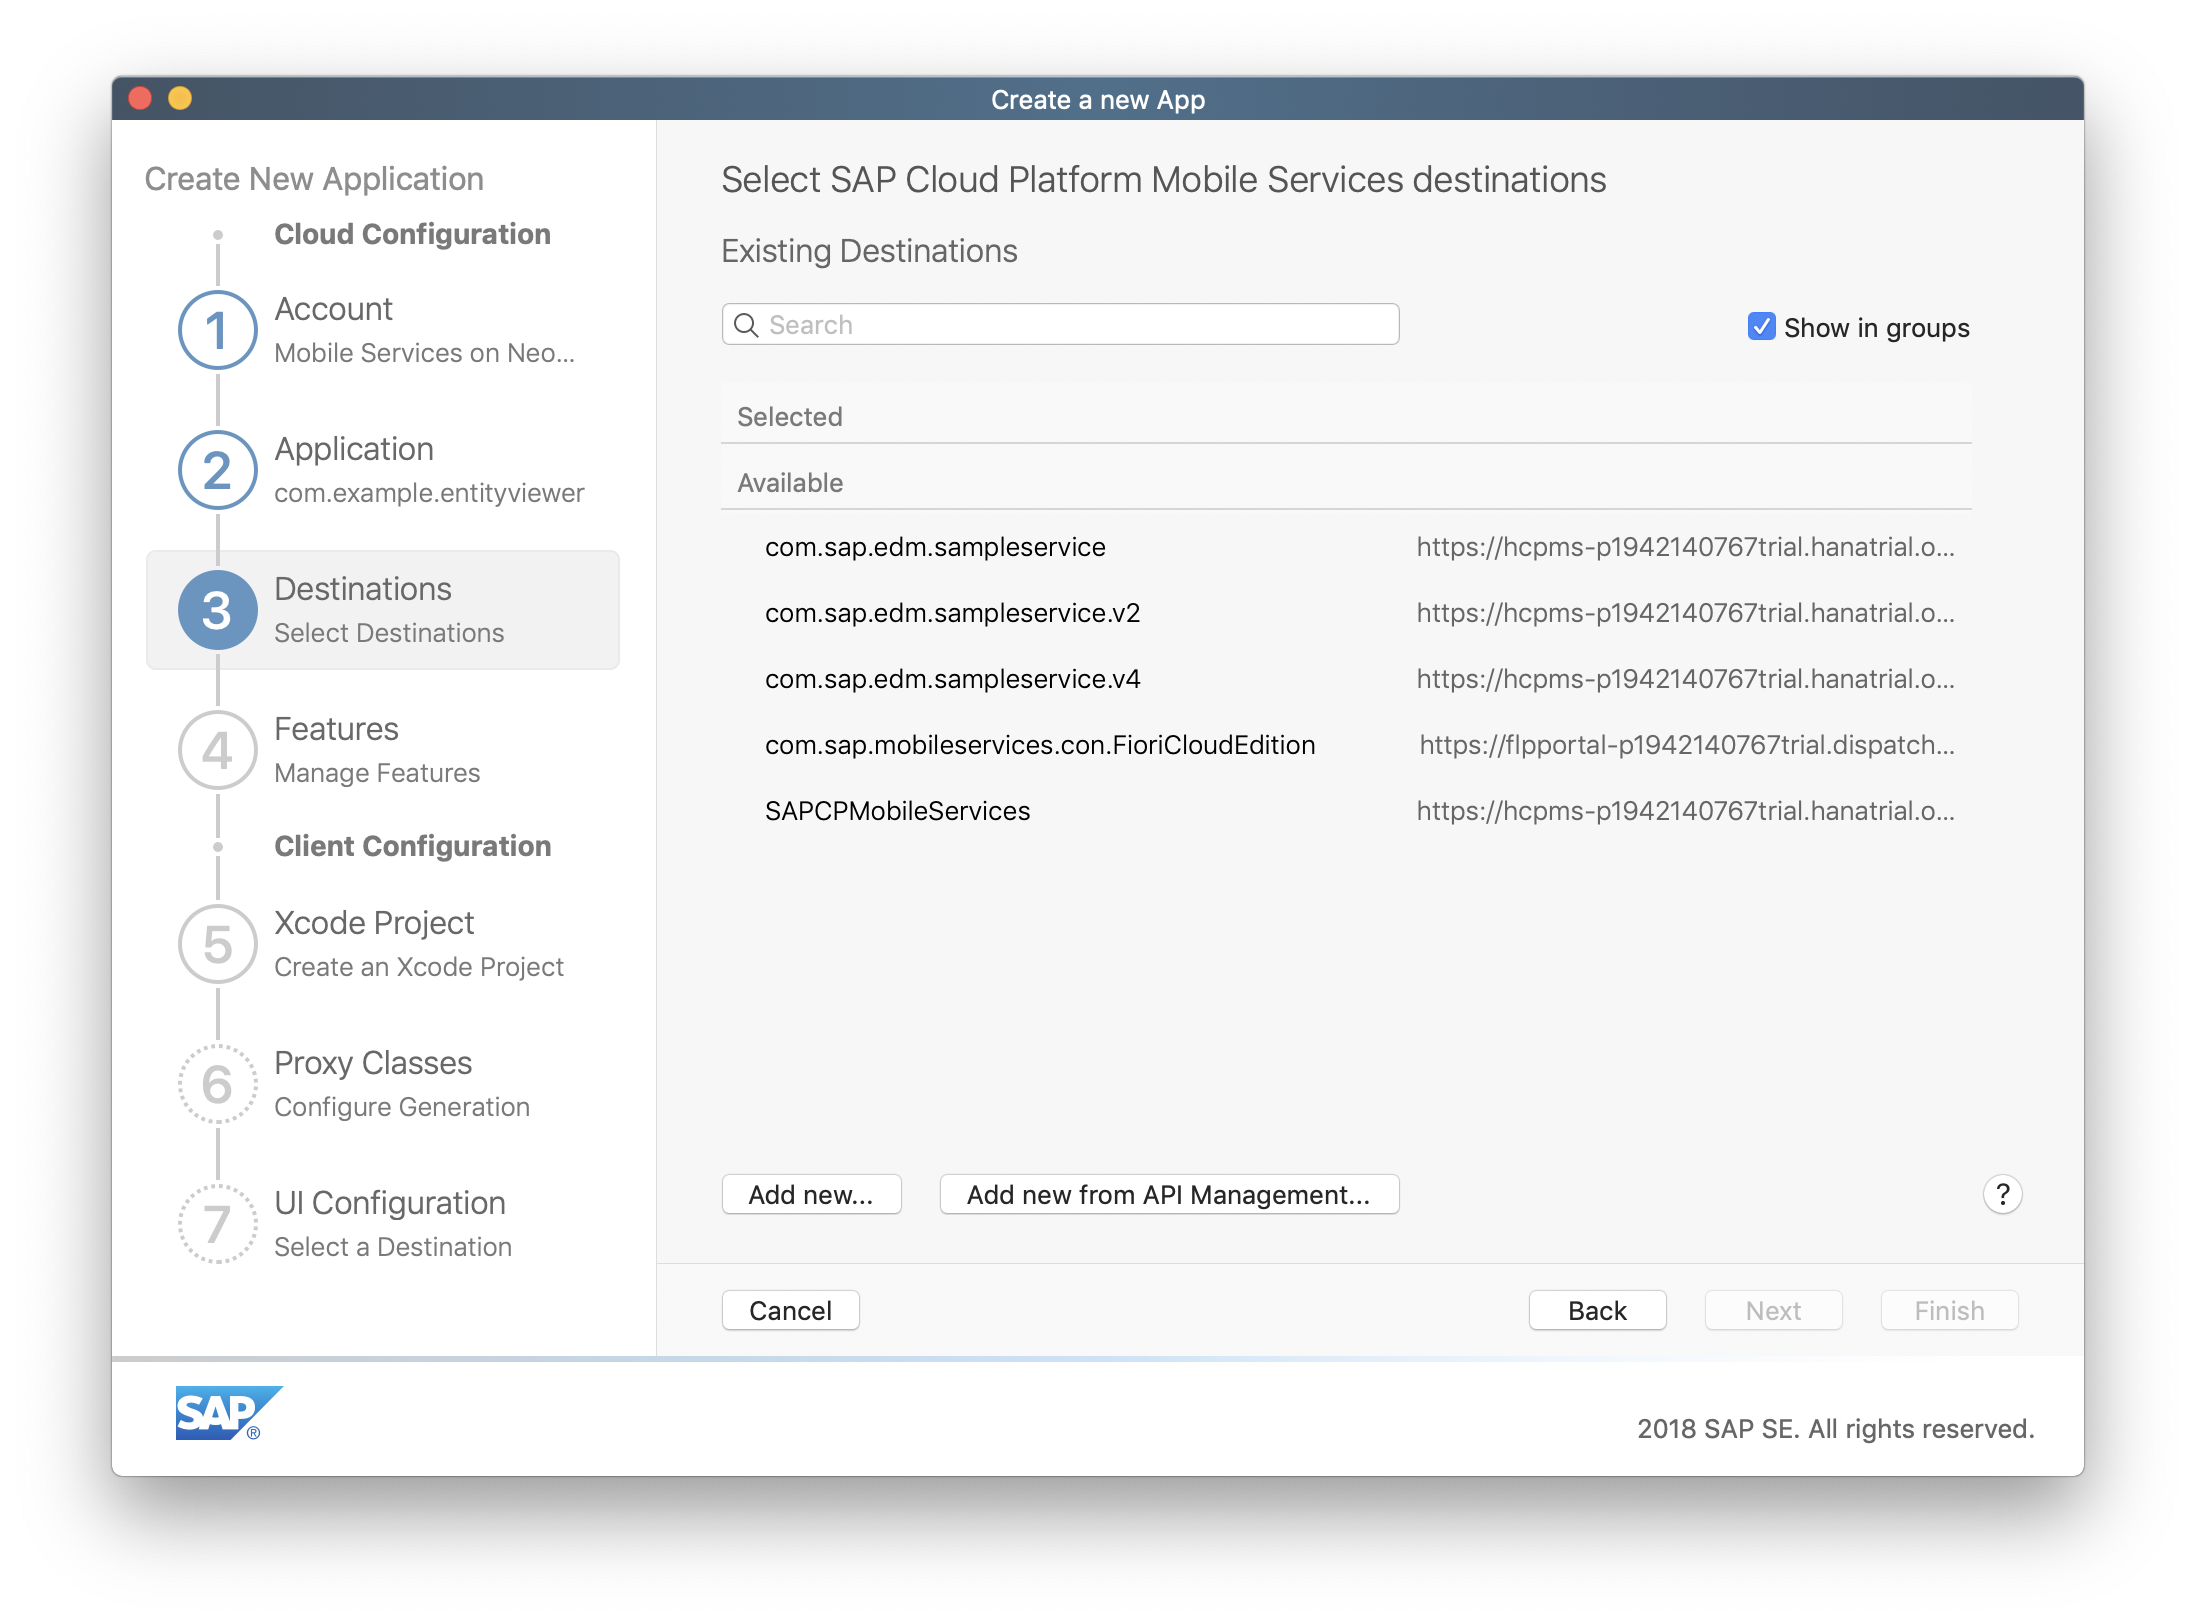 Create a new App
Create New Application
Cloud Configuration
1
Account
Mobile Services on Neo...
2
Application
com.example.entityviewer
3
Destinations
Select Destinations
4
Features
Manage Features
Client Configuration
5
Xcode Project
Create an Xcode Project
6
Proxy Classes
Configure Generation
7
UI Configuration
Select a Destination
Select SAP Cloud Platform Mobile Services destinations
Existing Destinations
Search
Show in groups
Selected
Available
com.sap.edm.sampleservice https://hcpms-p1942140767trial.hanatrial.o...
com.sap.edm.sampleservice.v2 https://hcpms-p1942140767trial.hanatrial.o...
com.sap.edm.sampleservice.v4 https://hcpms-p1942140767trial.hanatrial.o...
com.sap.mobileservices.con.FioriCloudEdition https://flpportal-p1942140767trial.dispatch...
SAPCPMobileServices https://hcpms-p1942140767trial.hanatrial.o...
Add new... Add new from API Management... ?
Cancel Back Next Finish
SAP®
2018 SAP SE. All rights reserved.